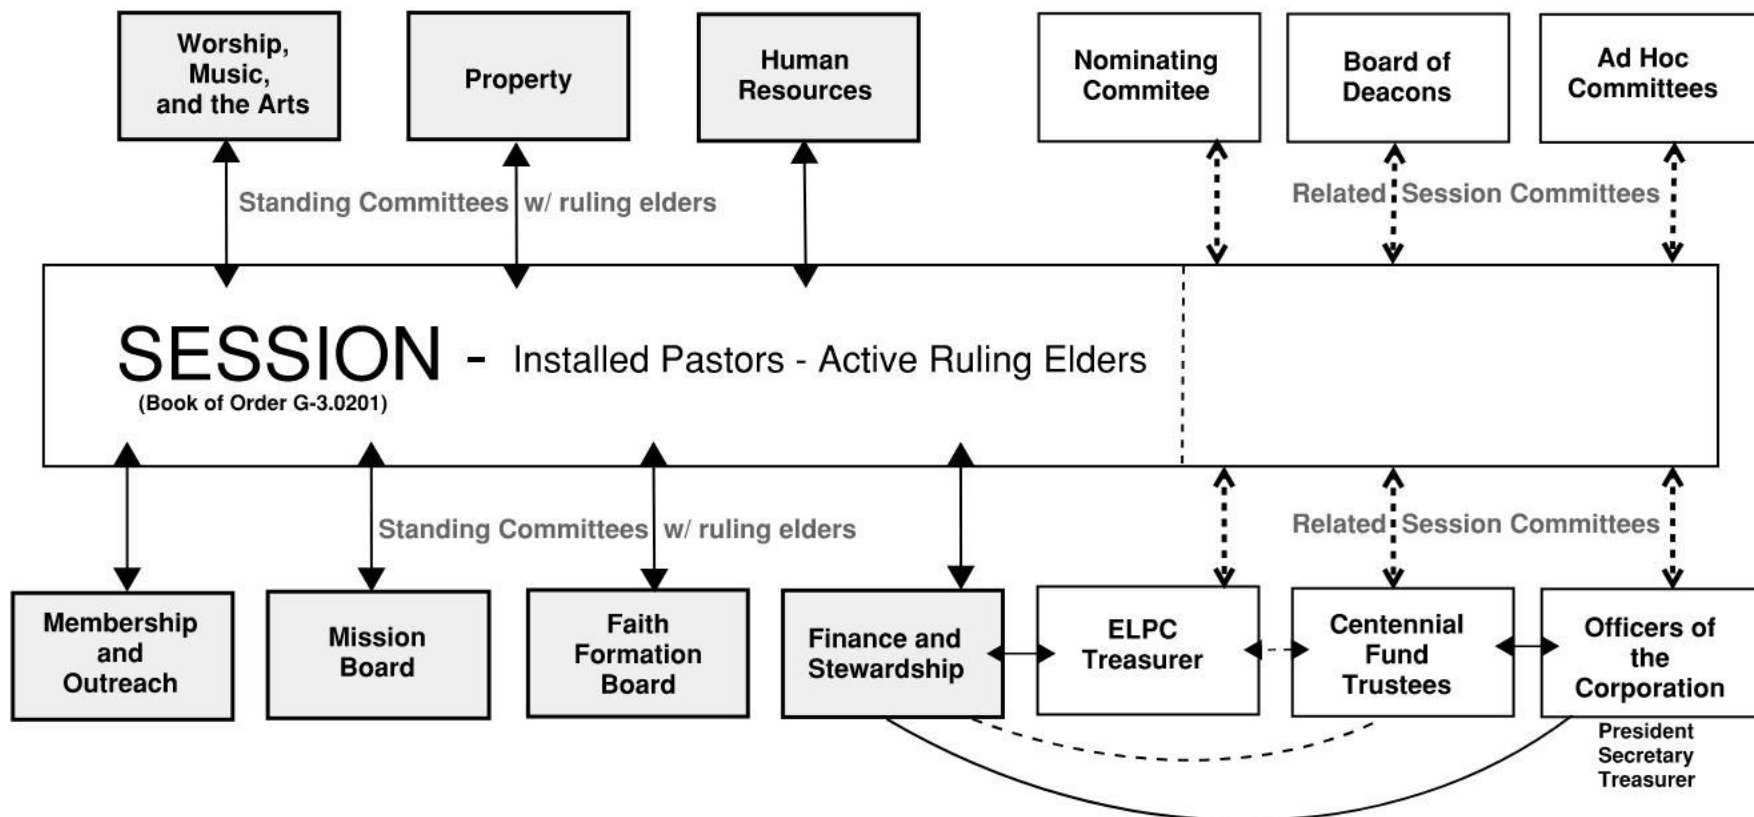 Worship,
Music,
and the Arts
Property
Human
Resources
Nominating
Commitee
Board of
Deacons
Ad Hoc
Committees
Standing Committees w/ ruling elders
Related Session Committees
SESSION - Installed Pastors - Active Ruling Elders
(Book of Order G-3.0201)
Standing Committees w/ ruling elders
Related Session Committees
Membership
and
Outreach
Mission
Board
Faith
Formation
Board
Finance and
Stewardship
ELPC
Treasurer
Centennial
Fund
Trustees
Officers of
the
Corporation
President
Secretary
Treasurer